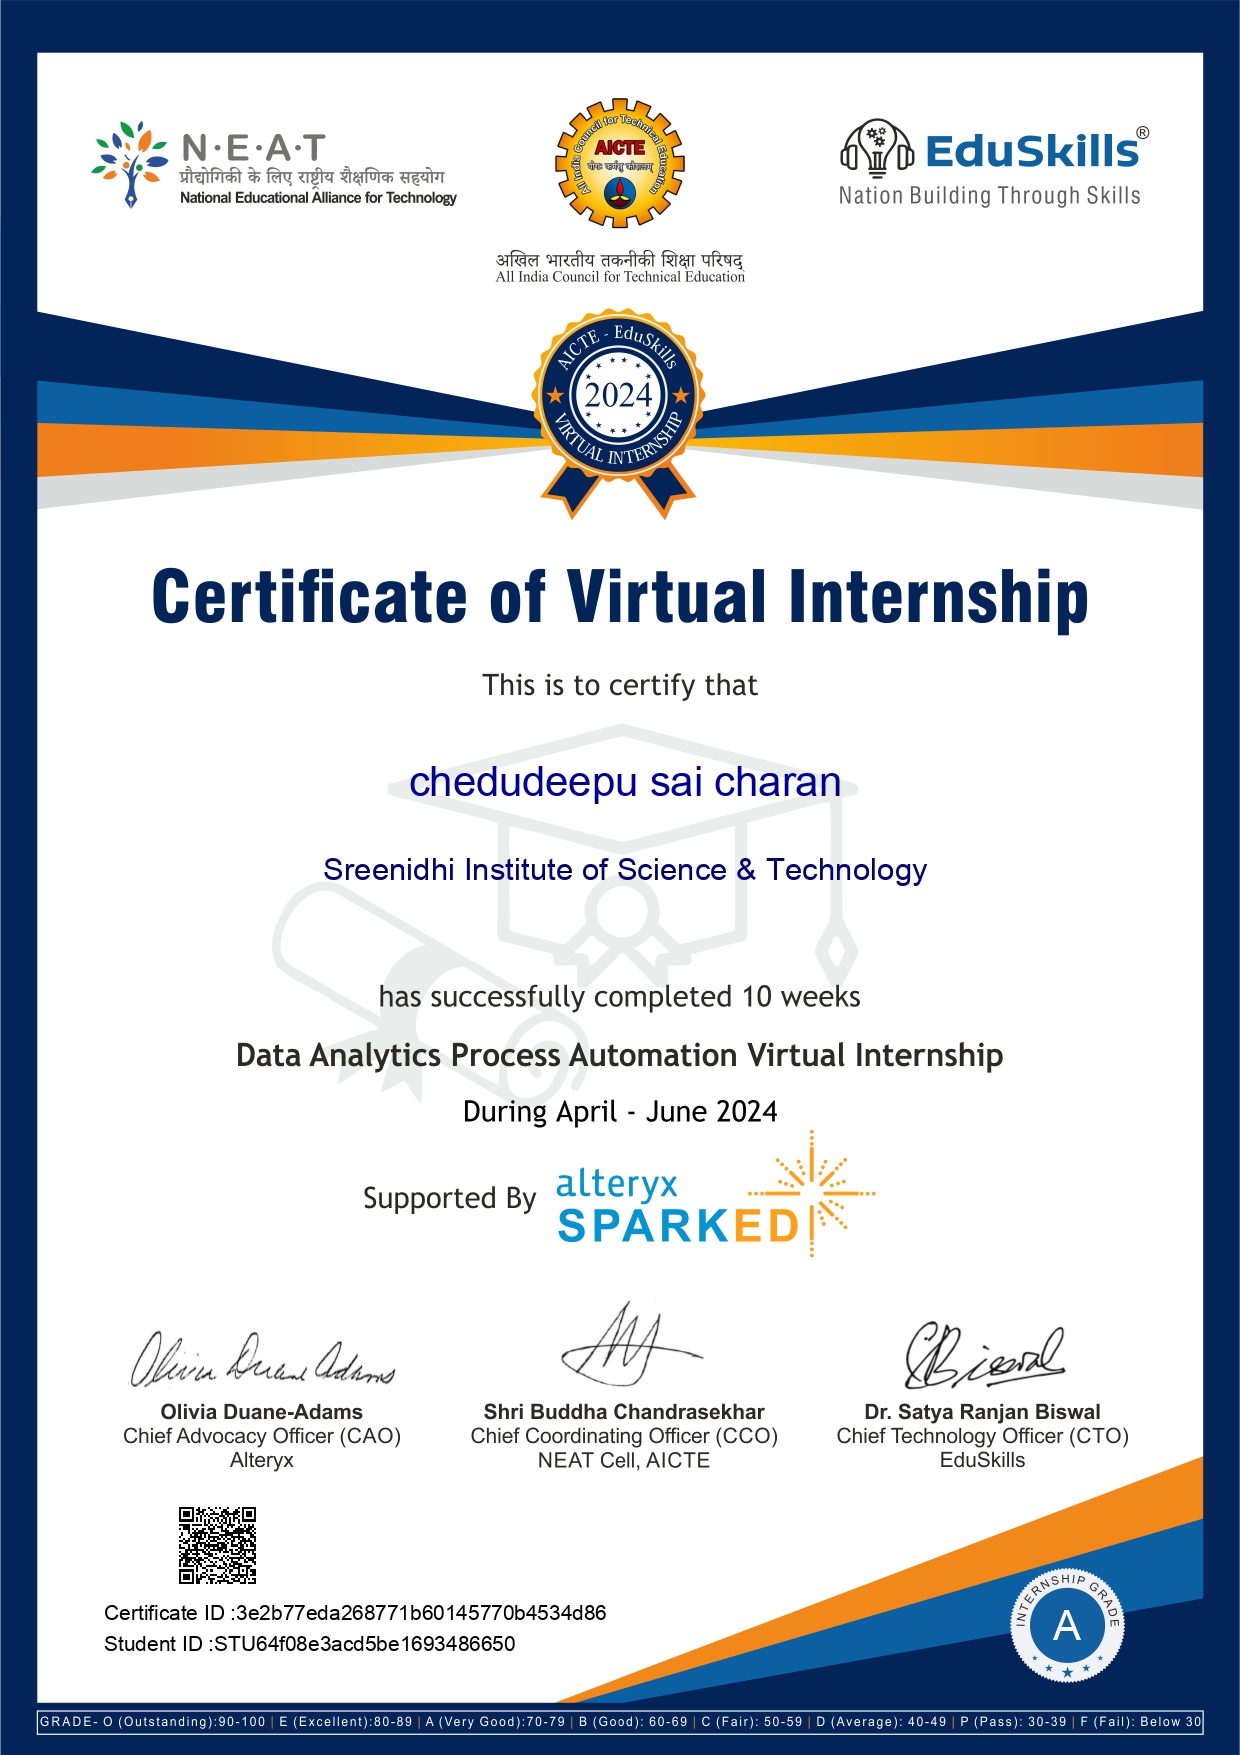 N·E·A·T
प्रौद्योगिकी के लिए राष्ट्रीय शैक्षणिक सहयोग
National Educational Alliance for Technology
All India Council for Technical Education
AICTE
योगः कर्मसु कौशलम्
अखिल भारतीय तकनीकी शिक्षा परिषद्
All India Council for Technical Education
EduSkills®
Nation Building Through Skills
AICTE - EduSkills
2024
VIRTUAL INTERNSHIP
Certificate of Virtual Internship
This is to certify that
chedudeepu sai charan
Sreenidhi Institute of Science & Technology
has successfully completed 10 weeks
Data Analytics Process Automation Virtual Internship
During April - June 2024
Supported By
alteryx
SPARKED
Olivia Duane Adams
SRBiswal
Olivia Duane-Adams
Chief Advocacy Officer (CAO)
Alteryx
Shri Buddha Chandrasekhar
Chief Coordinating Officer (CCO)
NEAT Cell, AICTE
Dr. Satya Ranjan Biswal
Chief Technology Officer (CTO)
EduSkills
Certificate ID :3e2b77eda268771b60145770b4534d86
Student ID :STU64f08e3acd5be1693486650
INTERNSHIP GRADE
A
GRADE- O (Outstanding):90-100 | E (Excellent):80-89 | A (Very Good):70-79 | B (Good): 60-69 | C (Fair): 50-59 | D (Average): 40-49 | P (Pass): 30-39 | F (Fail): Below 30